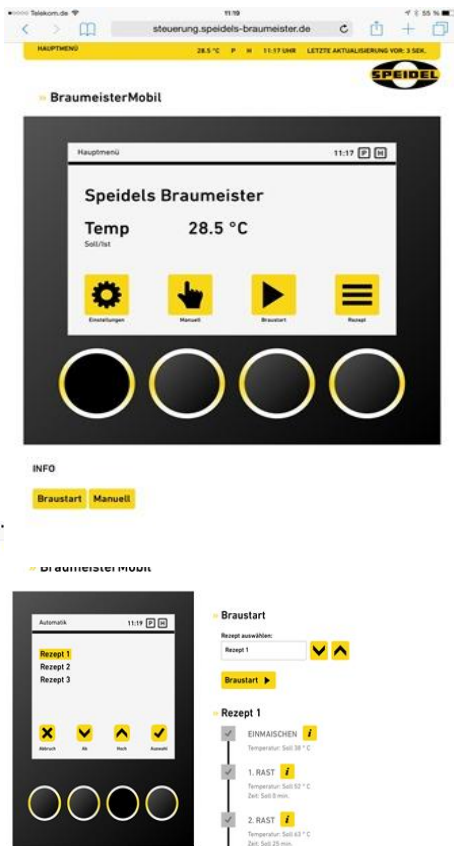 Telekom.de 11:19 55 %
steuerung.speidels-braumeister.de
HAUPTMENÜ 28.5 °C P H 11:17 UHR LETZTE AKTUALISIERUNG VOR: 3 SEK.
SPEIDEL
» BraumeisterMobil
Hauptmenü 11:17 P H
Speidels Braumeister
Temp 28.5 °C
Soll/Ist
Einstellungen Manuell Braustart Rezept
INFO
Braustart Manuell
» BraumeisterMobil
Automatik 11:19 P H
Rezept 1
Rezept 2
Rezept 3
Abbruch Ab Hoch Auswahl
» Braustart
Rezept auswählen:
Rezept 1
Braustart
» Rezept 1
EINMAISCHEN i
Temperatur: Soll 38 ° C
1. RAST i
Temperatur: Soll 52 ° C
Zeit: Soll 0 min.
2. RAST i
Temperatur: Soll 63 ° C
Zeit: Soll 25 min.